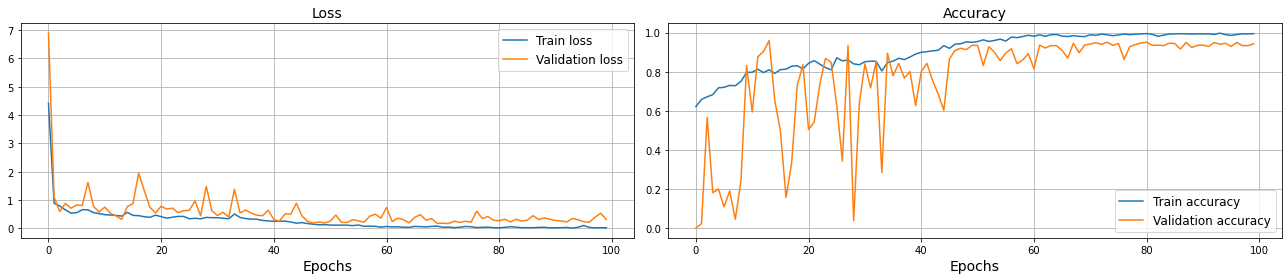 Loss
7
6
5
4
3
2
1
0
Train loss
Validation loss
0 20 40 60 80 100
Epochs
Accuracy
1.0
0.8
0.6
0.4
0.2
0.0
Train accuracy
Validation accuracy
0 20 40 60 80 100
Epochs